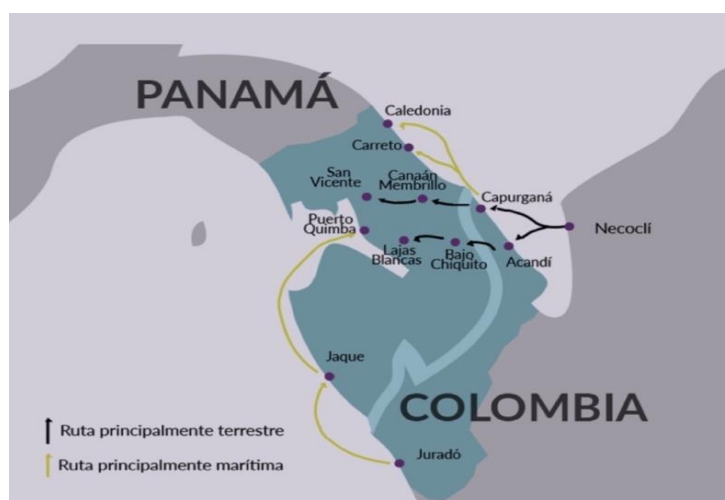 PANAMÁ
Caledonia
Carreto
San
Vicente
Canaán
Membrillo
Capurganá
Puerto
Quimba
Necoclí
Lajas
Blancas
Bajo
Chiquito
Acandí
Jaque
COLOMBIA
Juradó
Ruta principalmente terrestre
Ruta principalmente marítima